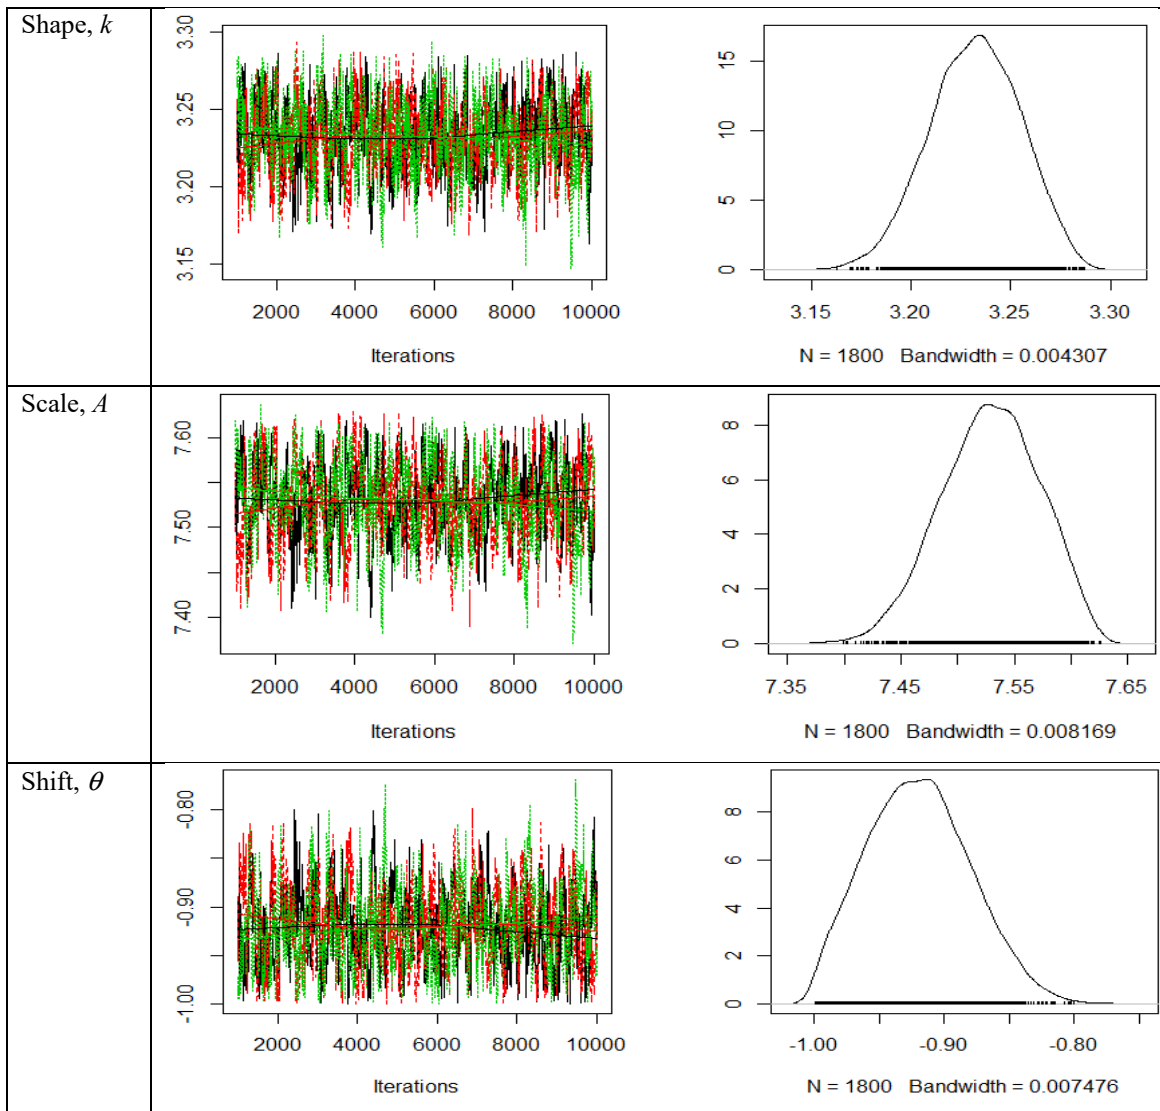 Shape, k
3.30
3.25
3.20
3.15
2000 4000 6000 8000 10000
Iterations
15
10
5
0
3.15 3.20 3.25 3.30
N = 1800 Bandwidth = 0.004307
Scale, A
7.60
7.50
7.40
2000 4000 6000 8000 10000
Iterations
8
6
4
2
0
7.35 7.45 7.55 7.65
N = 1800 Bandwidth = 0.008169
Shift, θ
-0.80
-0.90
-1.00
2000 4000 6000 8000 10000
Iterations
8
6
4
2
0
-1.00 -0.90 -0.80
N = 1800 Bandwidth = 0.007476